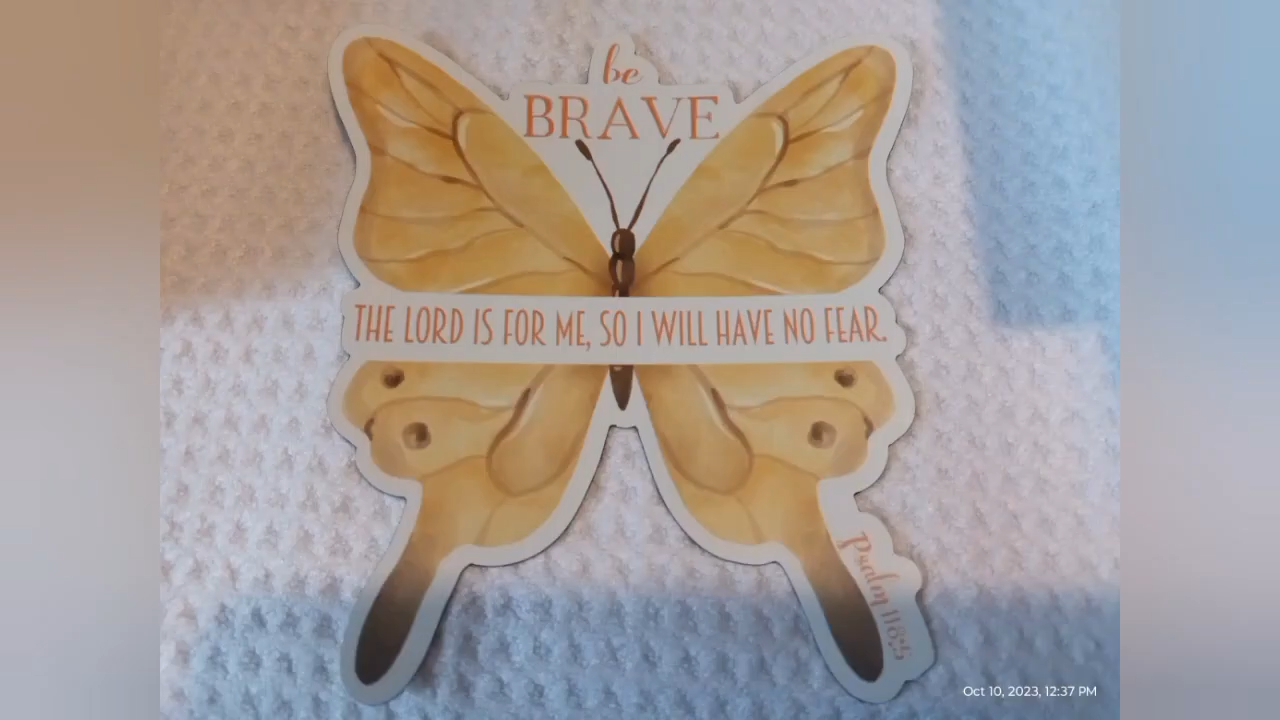 be
BRAVE
THE LORD IS FOR ME, SO I WILL HAVE NO FEAR.
Psalm 118:6
Oct 10, 2023, 12:37 PM